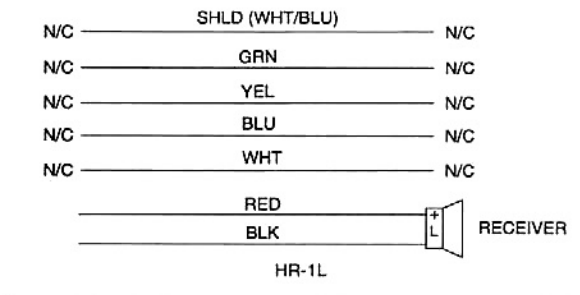 SHLD (WHT/BLU)
N/C N/C
GRN
N/C N/C
YEL
N/C N/C
BLU
N/C N/C
WHT
N/C N/C
RED
+
L RECEIVER
BLK
HR-1L